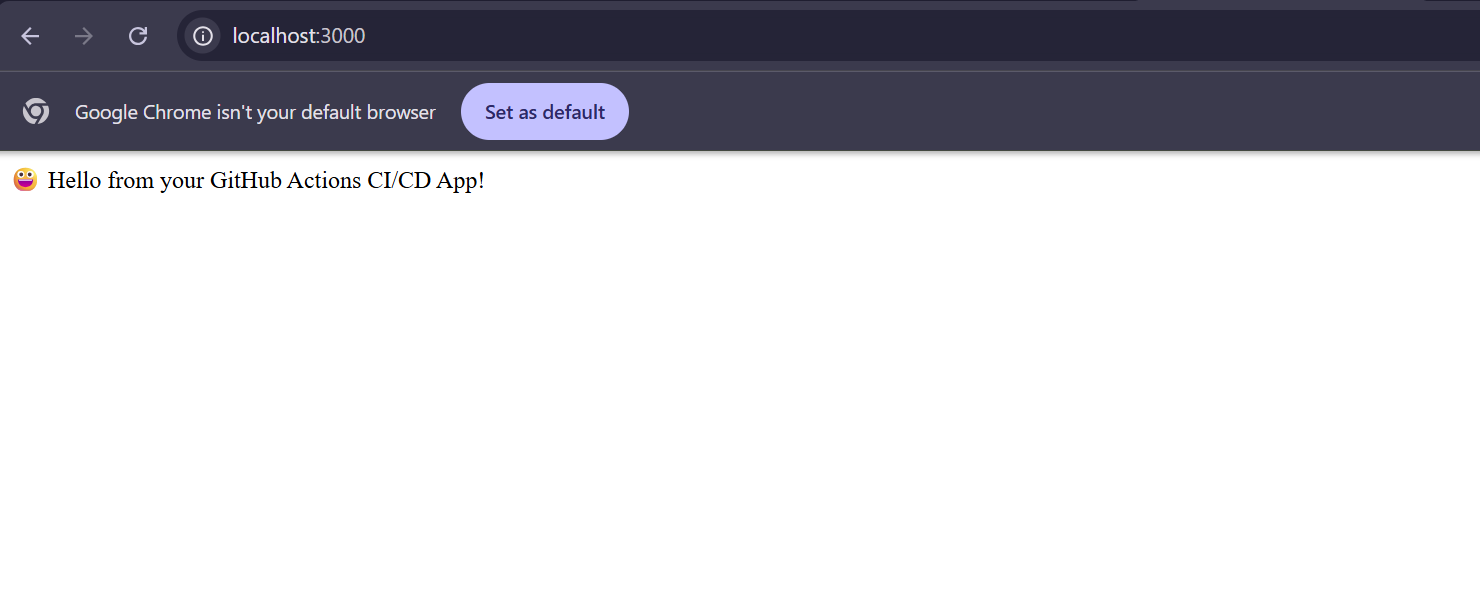 localhost:3000
Google Chrome isn't your default browser
Set as default
😀 Hello from your GitHub Actions CI/CD App!